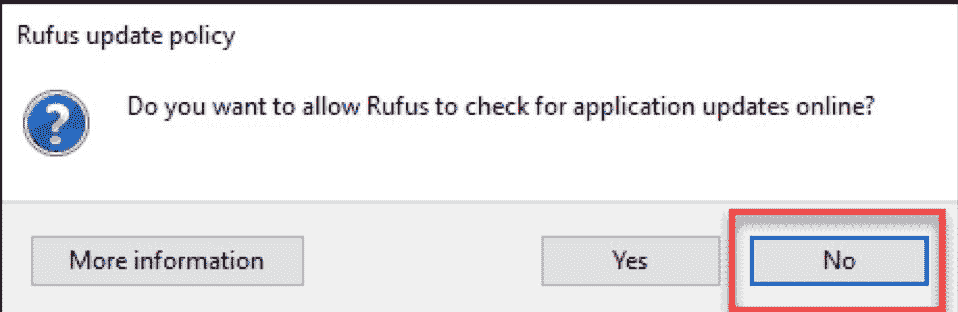 Rufus update policy
Do you want to allow Rufus to check for application updates online?
More information
Yes
No